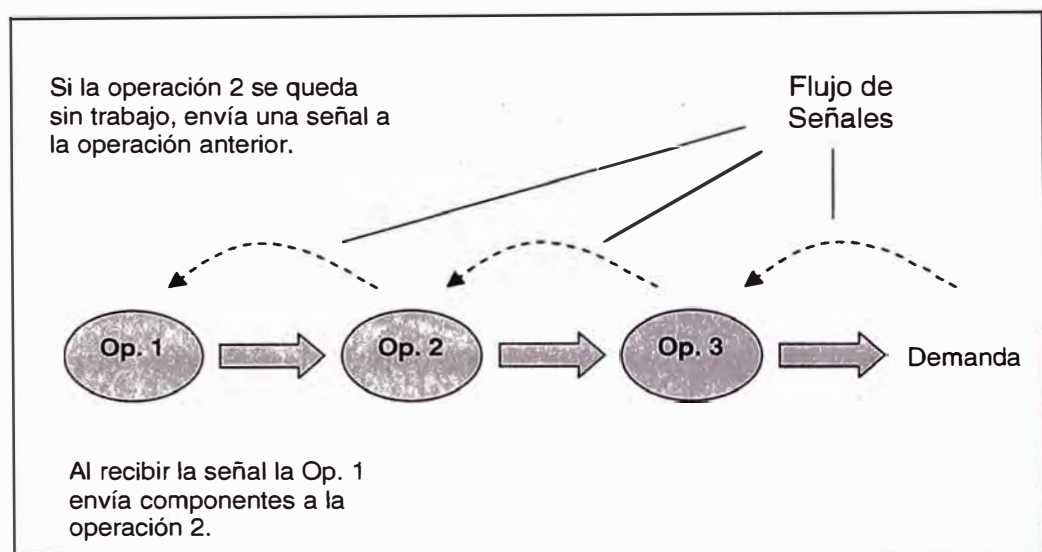 Si la operación 2 se queda
sin trabajo, envía una señal a
la operación anterior.
Flujo de
Señales
Op. 1
Op. 2
Op. 3
Demanda
Al recibir la señal la Op. 1
envía componentes a la
operación 2.